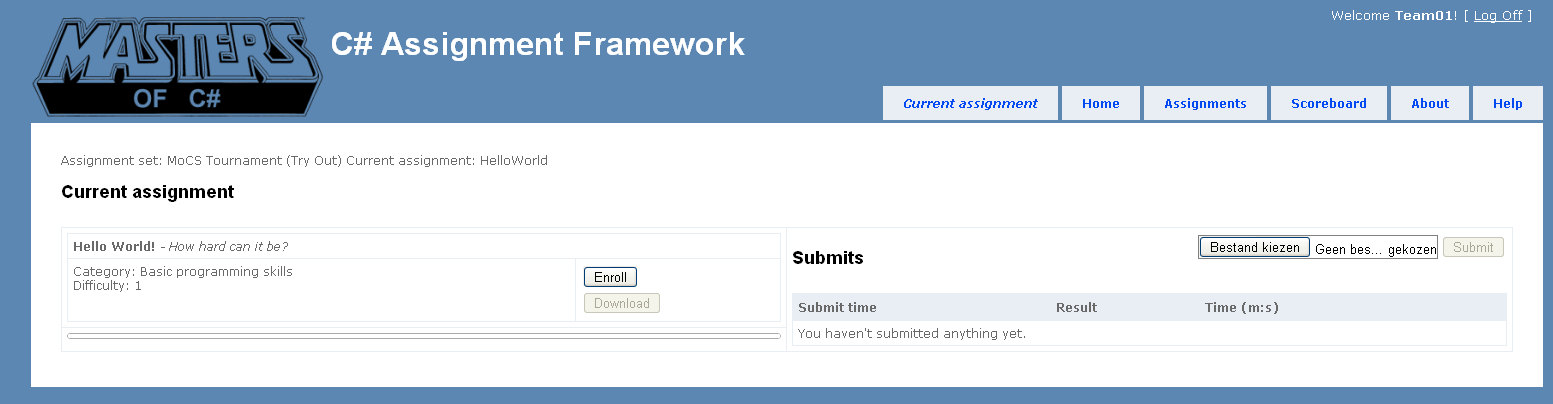 Welcome Team01! [ Log Off ]
MASTERS
OF C#
C# Assignment Framework
Current assignment
Home
Assignments
Scoreboard
About
Help
Assignment set: MoCS Tournament (Try Out) Current assignment: HelloWorld
Current assignment
Hello World! - How hard can it be?
Category: Basic programming skills
Difficulty: 1
Enroll
Download
Submits
Bestand kiezen Geen bes... gekozen
Submit
Submit time Result Time (m:s)
You haven't submitted anything yet.